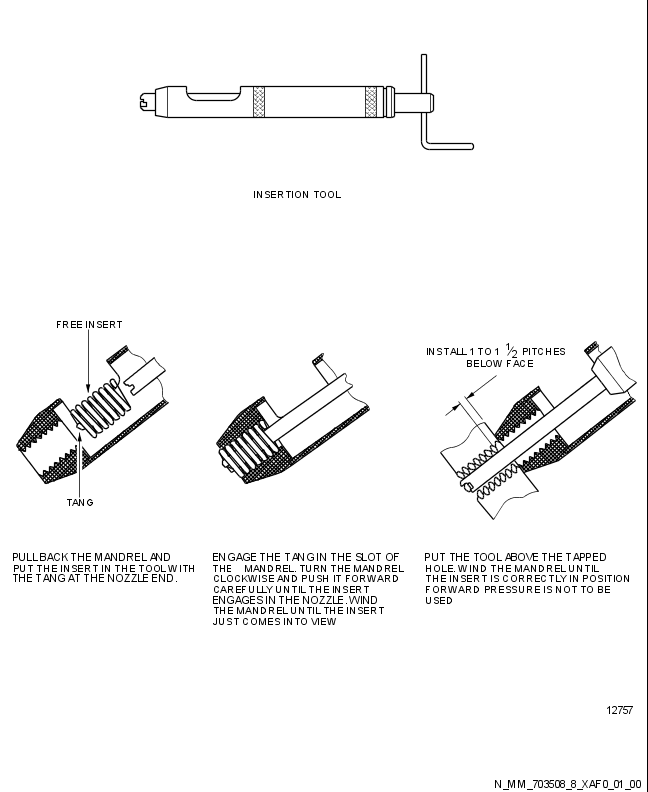 INSERTION TOOL
FREE INSERT
INSTALL 1 TO 1 1/2 PITCHES
BELOW FACE
TANG
PULL BACK THE MANDREL AND
PUT THE INSERT IN THE TOOL WITH
THE TANG AT THE NOZZLE END.
ENGAGE THE TANG IN THE SLOT OF
THE MANDREL. TURN THE MANDREL
CLOCKWISE AND PUSH IT FORWARD
CAREFULLY UNTIL THE INSERT
ENGAGES IN THE NOZZLE. WIND
THE MANDREL UNTIL THE INSERT
JUST COMES INTO VIEW
PUT THE TOOL ABOVE THE TAPPED
HOLE. WIND THE MANDREL UNTIL
THE INSERT IS CORRECTLY IN POSITION
FORWARD PRESSURE IS NOT TO BE
USED
12757
N_MM_703508_8_XAF0_01_00